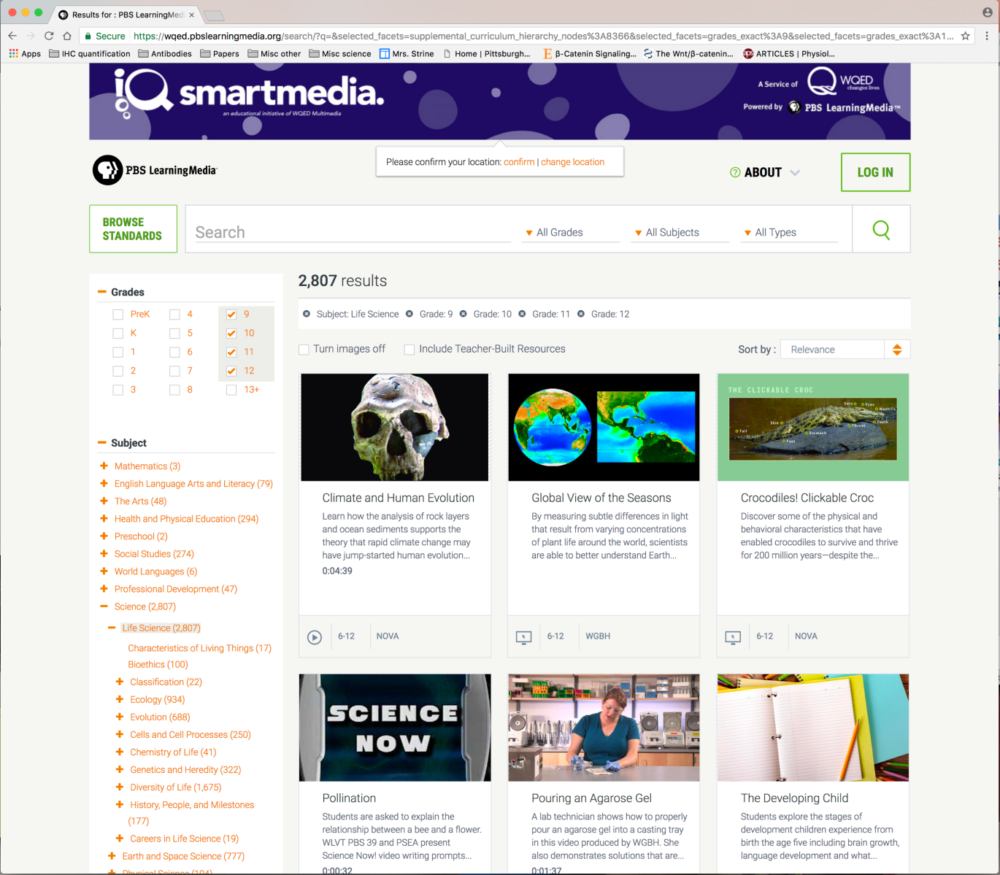 Results for : PBS LearningMedi
Secure https://wqed.pbslearningmedia.org/search/?q=&selected_facets=supplemental_curriculum_hierarchy_nodes%3A8366&selected_facets=grades_exact%3A9&selected_facets=grades_exact%3A1...
Apps IHC quantification Antibodies Papers Misc other Misc science Mrs. Strine Home | Pittsburgh... β-Catenin Signaling... The Wnt/β-catenin... ARTICLES | Physiol...
iQ smartmedia.
an educational initiative of WQED Multimedia
A Service of WQED
changes lives
Powered by PBS LearningMedia™
Please confirm your location: confirm | change location
PBS LearningMedia
? ABOUT
LOG IN
BROWSE
STANDARDS
Search
All Grades
All Subjects
All Types
2,807 results
Grades
PreK 4 9
K 5 10
1 6 11
2 7 12
3 8 13+
Subject: Life Science Grade: 9 Grade: 10 Grade: 11 Grade: 12
Turn images off Include Teacher-Built Resources
Sort by : Relevance
Subject
Mathematics (3)
English Language Arts and Literacy (79)
The Arts (48)
Health and Physical Education (294)
Preschool (2)
Social Studies (274)
World Languages (6)
Professional Development (47)
Science (2,807)
Life Science (2,807)
Characteristics of Living Things (17)
Bioethics (100)
Classification (22)
Ecology (934)
Evolution (688)
Cells and Cell Processes (250)
Chemistry of Life (41)
Genetics and Heredity (322)
Diversity of Life (1,675)
History, People, and Milestones
(177)
Careers in Life Science (19)
Earth and Space Science (777)
Physical Science (194)
Climate and Human Evolution
Learn how the analysis of rock layers
and ocean sediments supports the
theory that rapid climate change may
have jump-started human evolution...
0:04:39
6-12 NOVA
Global View of the Seasons
By measuring subtle differences in light
that result from varying concentrations
of plant life around the world, scientists
are able to better understand Earth...
6-12 WGBH
THE CLICKABLE CROC
Ears Eyes
Nostrils
Skin
Throat
Teeth
Tail
Stomach
Feet
Crocodiles! Clickable Croc
Discover some of the physical and
behavioral characteristics that have
enabled crocodiles to survive and thrive
for 200 million years—despite the...
6-12 NOVA
SCIENCE
NOW
Pollination
Students are asked to explain the
relationship between a bee and a flower.
WLVT PBS 39 and PSEA present
Science Now! video writing prompts...
0:00:32
Pouring an Agarose Gel
A lab technician shows how to properly
pour an agarose gel into a casting tray
in this video produced by WGBH. She
also demonstrates solutions that are...
0:01:37
The Developing Child
Students explore the stages of
development children experience from
birth the age five including brain growth,
language development and what...